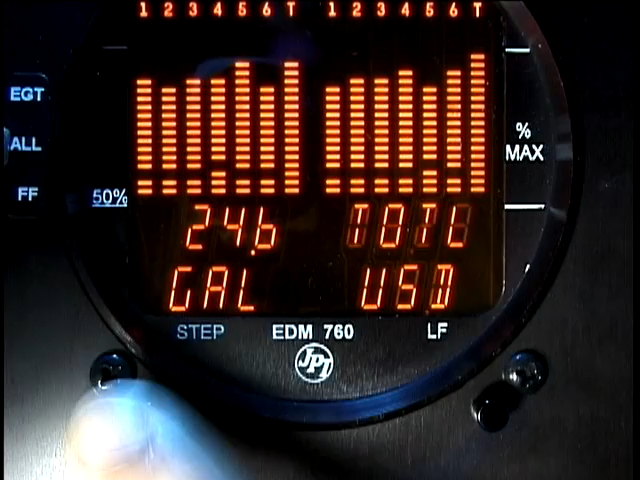 1 2 3 4 5 6 T 1 2 3 4 5 6 T
EGT
ALL
FF
% MAX
50%
24.6 TOTL
GAL USD
STEP EDM 760 LF
JPI